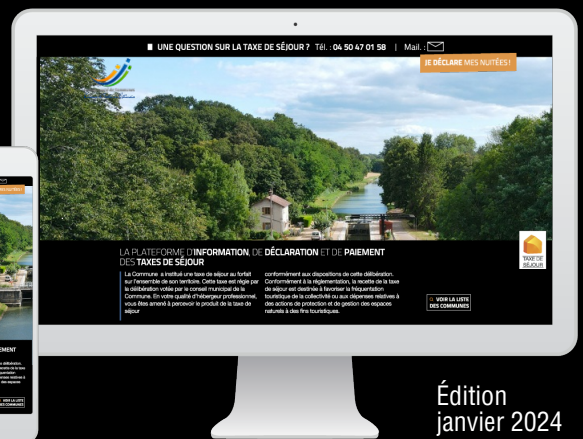 UNE QUESTION SUR LA TAXE DE SÉJOUR ? Tél. : 04 50 47 01 58 | Mail. :
JE DÉCLARE MES NUITÉES !
LA PLATEFORME D'INFORMATION, DE DÉCLARATION ET DE PAIEMENT
DES TAXES DE SÉJOUR
La Commune a institué une taxe de séjour au forfait
sur l'ensemble de son territoire. Cette taxe est régie par
la délibération votée par le conseil municipal de la
Commune. En votre qualité d'hébergeur professionnel,
vous êtes amené à percevoir le produit de la taxe de
séjour
conformément aux dispositions de cette délibération.
Conformément à la réglementation, la recette de la taxe
de séjour est destinée à favoriser la fréquentation
touristique de la collectivité ou aux dépenses relatives à
des actions de protection et de gestion des espaces
naturels à des fins touristiques.
TAXE DE
SÉJOUR
VOIR LA LISTE
DES COMMUNES
Édition
janvier 2024